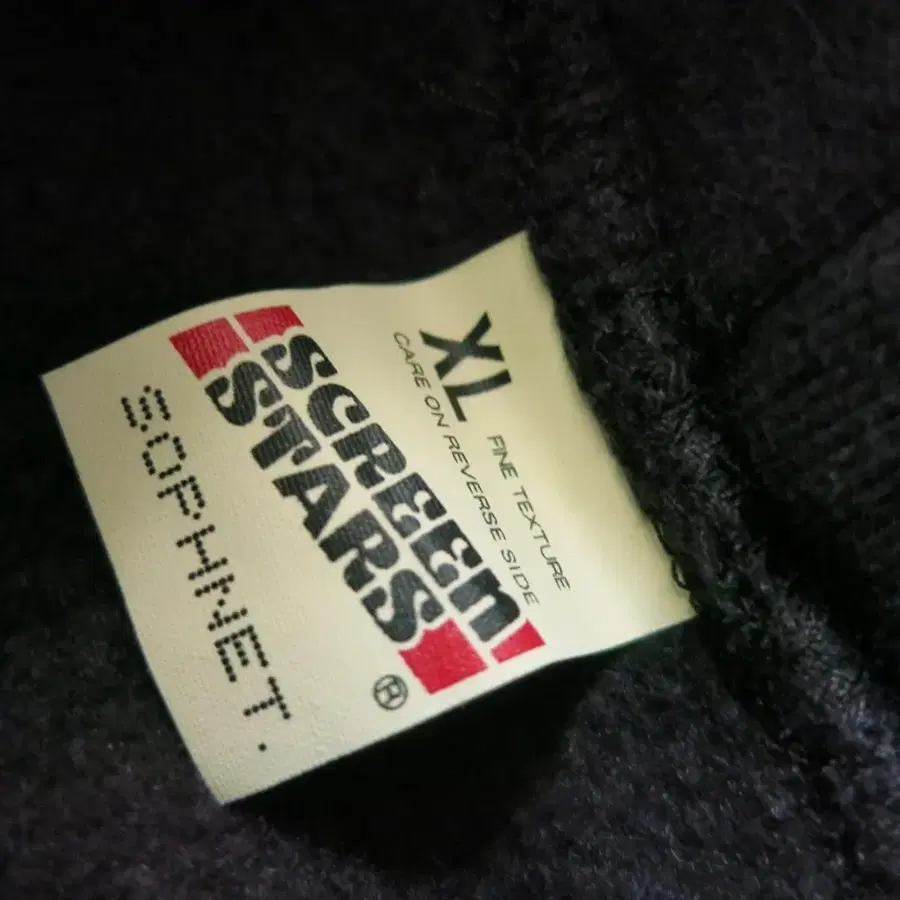 XL
FINE TEXTURE
CARE ON REVERSE SIDE
SCREEN
STARS
®
SOPHNET.